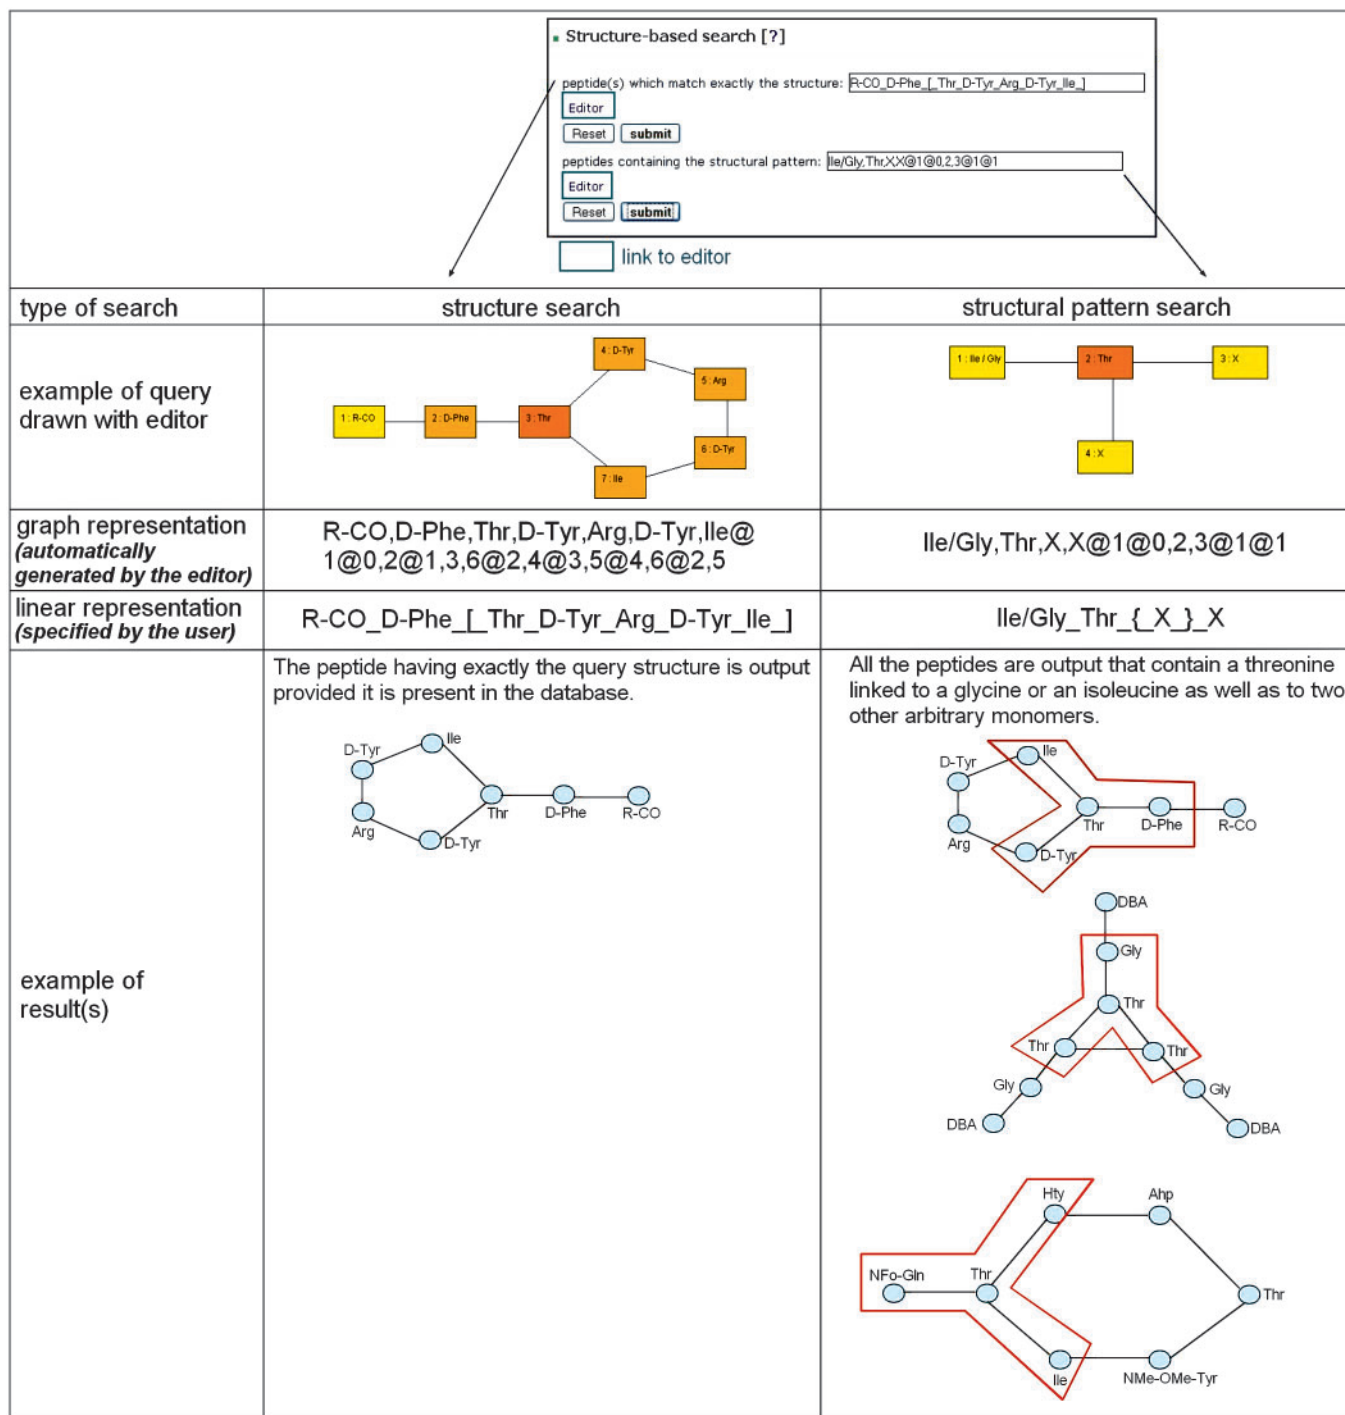 Structure-based search [?]
peptide(s) which match exactly the structure: R-CO_D-Phe_[_Thr_D-Tyr_Arg_D-Tyr_Ile_]
Editor
Reset submit
peptides containing the structural pattern: Ile/Gly,Thr,X,X@1@0,2,3@1@1
Editor
Reset submit
link to editor
type of search
structure search
structural pattern search
example of query
drawn with editor
1 : R-CO
2 : D-Phe
3 : Thr
4 : D-Tyr
5 : Arg
6 : D-Tyr
7 : Ile
1 : Ile / Gly
2 : Thr
3 : X
4 : X
graph representation
(automatically
generated by the editor)
R-CO,D-Phe,Thr,D-Tyr,Arg,D-Tyr,Ile@
1@0,2@1,3,6@2,4@3,5@4,6@2,5
Ile/Gly,Thr,X,X@1@0,2,3@1@1
linear representation
(specified by the user)
R-CO_D-Phe_[_Thr_D-Tyr_Arg_D-Tyr_Ile_]
Ile/Gly_Thr_{_X_}_X
example of
result(s)
The peptide having exactly the query structure is output
provided it is present in the database.
Ile
D-Tyr
Thr
D-Phe
R-CO
Arg
D-Tyr
All the peptides are output that contain a threonine
linked to a glycine or an isoleucine as well as to two
other arbitrary monomers.
Ile
D-Tyr
Thr
D-Phe
R-CO
Arg
D-Tyr
DBA
Gly
Thr
Thr
Thr
Gly
Gly
DBA
DBA
Hty
Ahp
NFo-Gln
Thr
Thr
Ile
NMe-OMe-Tyr